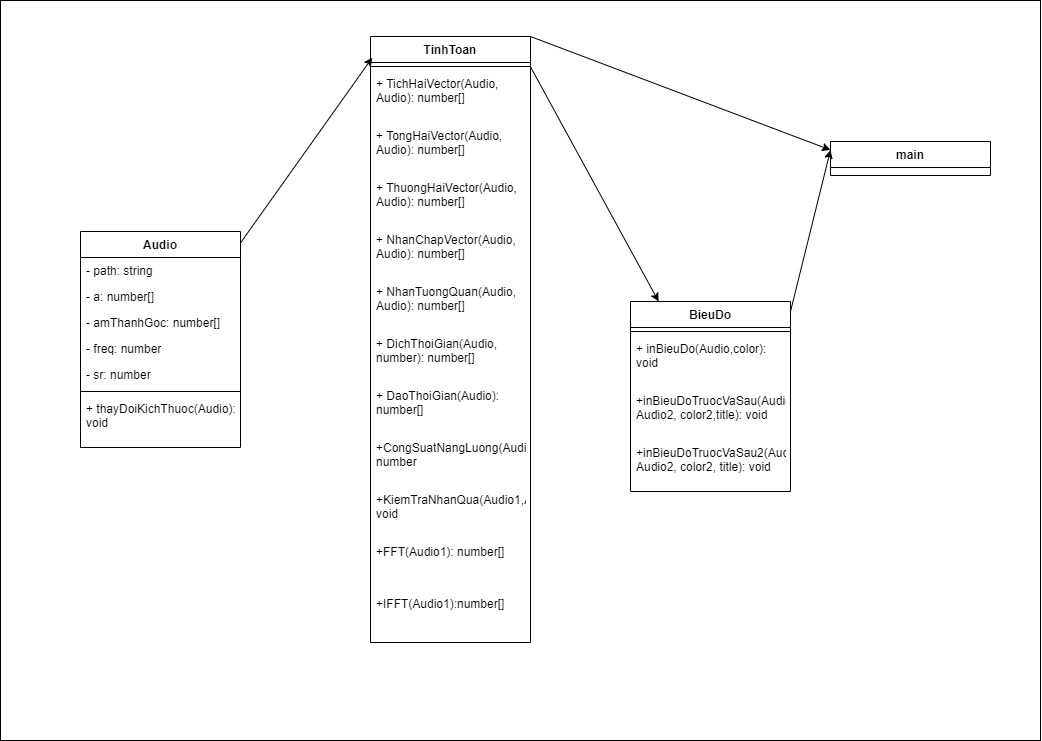 TinhToan
+ TichHaiVector(Audio,
Audio): number[]
+ TongHaiVector(Audio,
Audio): number[]
+ ThuongHaiVector(Audio,
Audio): number[]
+ NhanChapVector(Audio,
Audio): number[]
+ NhanTuongQuan(Audio,
Audio): number[]
+ DichThoiGian(Audio,
number): number[]
+ DaoThoiGian(Audio):
number[]
+CongSuatNangLuong(Audi
number
+KiemTraNhanQua(Audio1,
void
+FFT(Audio1): number[]
+IFFT(Audio1):number[]
Audio
- path: string
- a: number[]
- amThanhGoc: number[]
- freq: number
- sr: number
+ thayDoiKichThuoc(Audio):
void
BieuDo
+ inBieuDo(Audio,color):
void
+inBieuDoTruocVaSau(Audi
Audio2, color2,title): void
+inBieuDoTruocVaSau2(Au
Audio2, color2, title): void
main